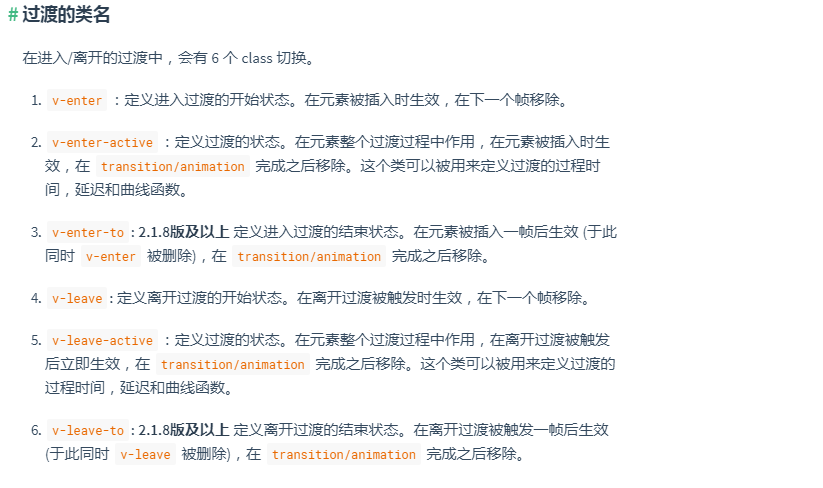 # 过渡的类名
在进入/离开的过渡中，会有 6 个 class 切换。
1. v-enter ：定义进入过渡的开始状态。在元素被插入时生效，在下一个帧移除。
2. v-enter-active ：定义过渡的状态。在元素整个过渡过程中作用，在元素被插入时生
效，在 transition/animation 完成之后移除。这个类可以被用来定义过渡的过程时
间，延迟和曲线函数。
3. v-enter-to : 2.1.8版及以上 定义进入过渡的结束状态。在元素被插入一帧后生效 (于此
同时 v-enter 被删除)，在 transition/animation 完成之后移除。
4. v-leave : 定义离开过渡的开始状态。在离开过渡被触发时生效，在下一个帧移除。
5. v-leave-active ：定义过渡的状态。在元素整个过渡过程中作用，在离开过渡被触发
后立即生效，在 transition/animation 完成之后移除。这个类可以被用来定义过渡的
过程时间，延迟和曲线函数。
6. v-leave-to : 2.1.8版及以上 定义离开过渡的结束状态。在离开过渡被触发一帧后生效
(于此同时 v-leave 被删除)，在 transition/animation 完成之后移除。